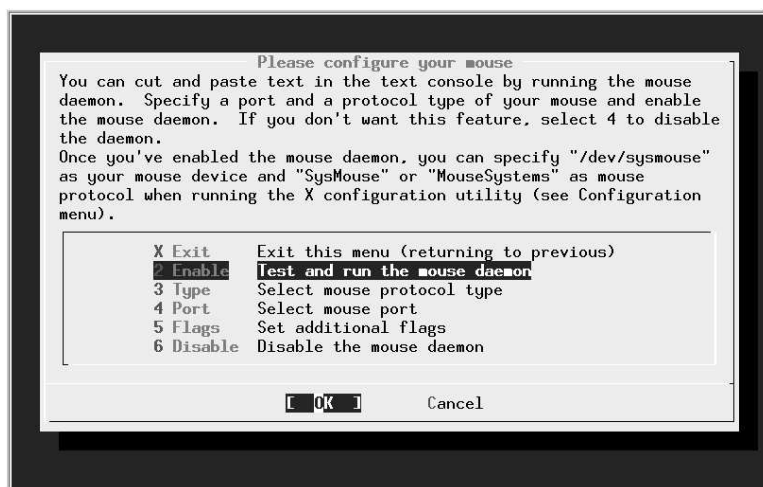 Please configure your mouse
You can cut and paste text in the text console by running the mouse
daemon.  Specify a port and a protocol type of your mouse and enable
the mouse daemon.  If you don't want this feature, select 4 to disable
the daemon.
Once you've enabled the mouse daemon, you can specify "/dev/sysmouse"
as your mouse device and "SysMouse" or "MouseSystems" as mouse
protocol when running the X configuration utility (see Configuration
menu).
X Exit Exit this menu (returning to previous)
2 Enable Test and run the mouse daemon
3 Type Select mouse protocol type
4 Port Select mouse port
5 Flags Set additional flags
6 Disable Disable the mouse daemon
[ OK ] Cancel